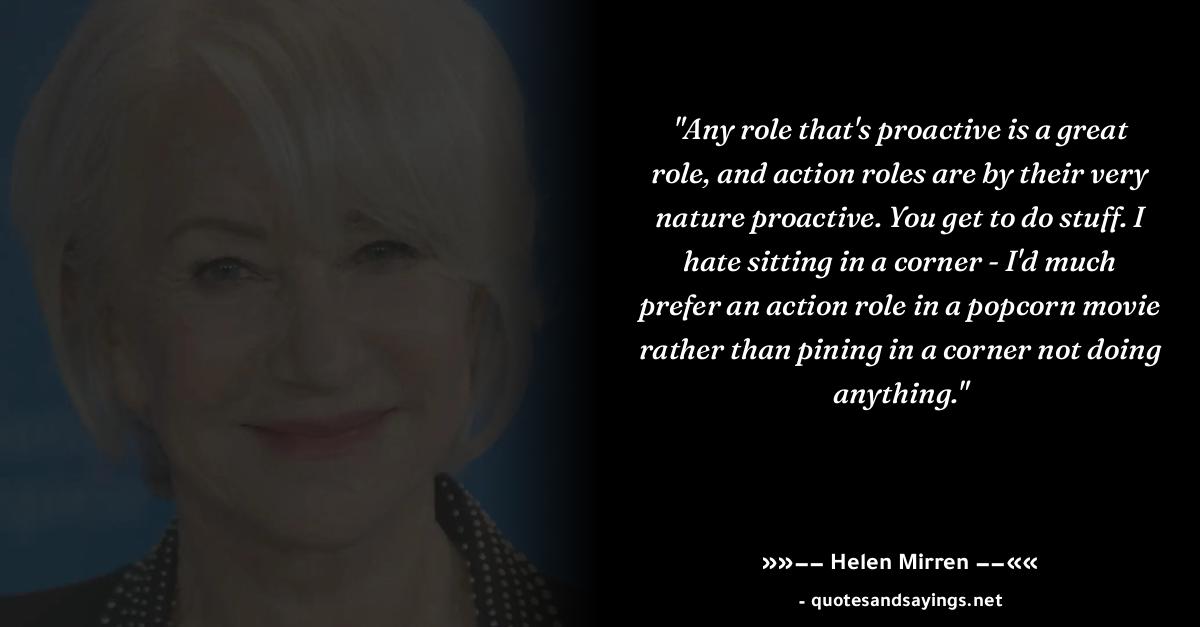 "Any role that's proactive is a great
role, and action roles are by their very
nature proactive. You get to do stuff. I
hate sitting in a corner - I'd much
prefer an action role in a popcorn movie
rather than pining in a corner not doing
anything."
»»–– Helen Mirren ––««
- quotesandsayings.net